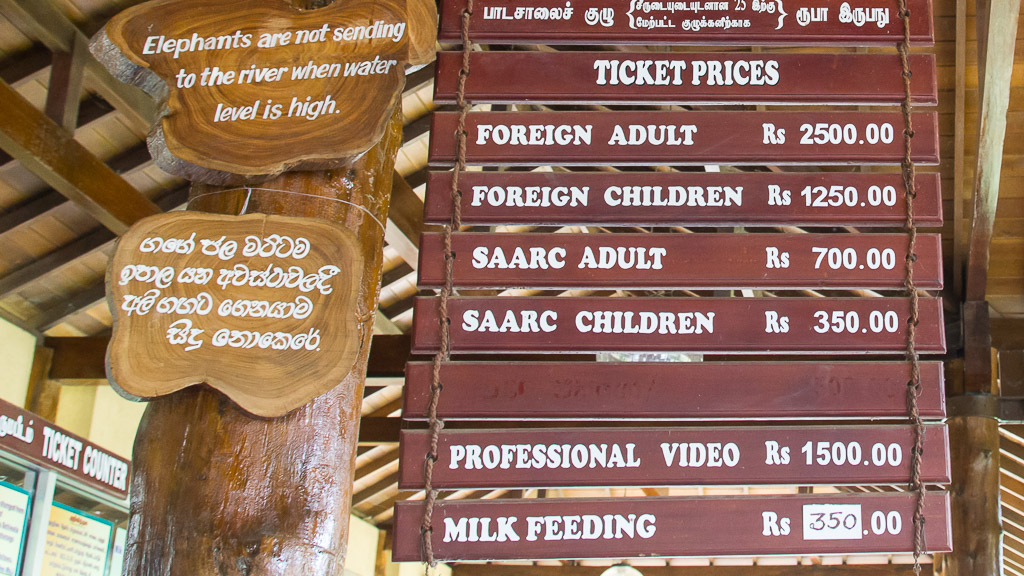 Elephants are not sending
to the river when water
level is high.
ගඟේ ජල මට්ටම
ඉහල යන අවස්ථාවලදී
අලි ගඟට ගෙනයාම
සිදු නොකෙරේ.
TICKET COUNTER
பாடசாலைச் குழு {சீருடையுடனான 25 இற்கு மேற்பட்ட குழுக்களிற்காக} ரூபா இருபது
TICKET PRICES
FOREIGN ADULT Rs 2500.00
FOREIGN CHILDREN Rs 1250.00
SAARC ADULT Rs 700.00
SAARC CHILDREN Rs 350.00
PROFESSIONAL VIDEO Rs 1500.00
MILK FEEDING Rs 350.00